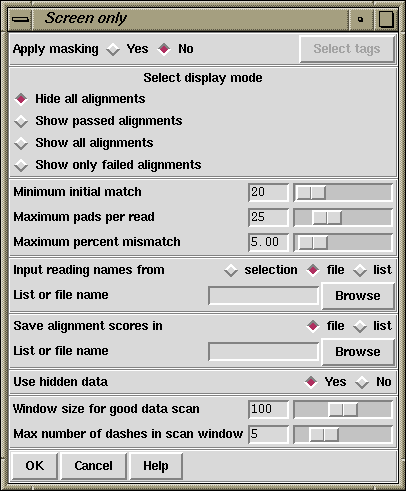 Screen only
Apply masking Yes No Select tags
Select display mode
Hide all alignments
Show passed alignments
Show all alignments
Show only failed alignments
Minimum initial match 20
Maximum pads per read 25
Maximum percent mismatch 5.00
Input reading names from selection file list
List or file name Browse
Save alignment scores in file list
List or file name Browse
Use hidden data Yes No
Window size for good data scan 100
Max number of dashes in scan window 5
OK Cancel Help